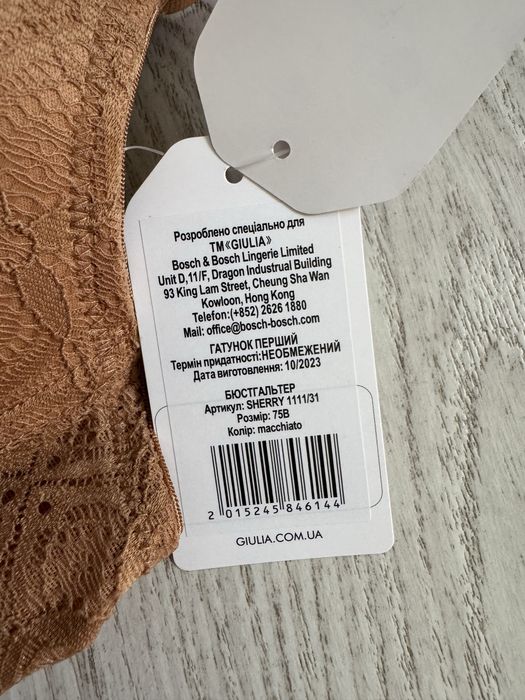 Розроблено спеціально для
ТМ《GIULIA》
Bosch & Bosch Lingerie Limited
Unit D,11/F, Dragon Industrual Building
93 King Lam Street, Cheung Sha Wan
Kowloon, Hong Kong
Telefon:(+852) 2626 1880
Mail: office@bosch-bosch.com
ГАТУНОК ПЕРШИЙ
Термін придатності:НЕОБМЕЖЕНИЙ
Дата виготовлення: 10/2023
БЮСТГАЛЬТЕР
Артикул: SHERRY 1111/31
Розмір: 75B
Колір: macchiato
2 015245 846144
GIULIA.COM.UA